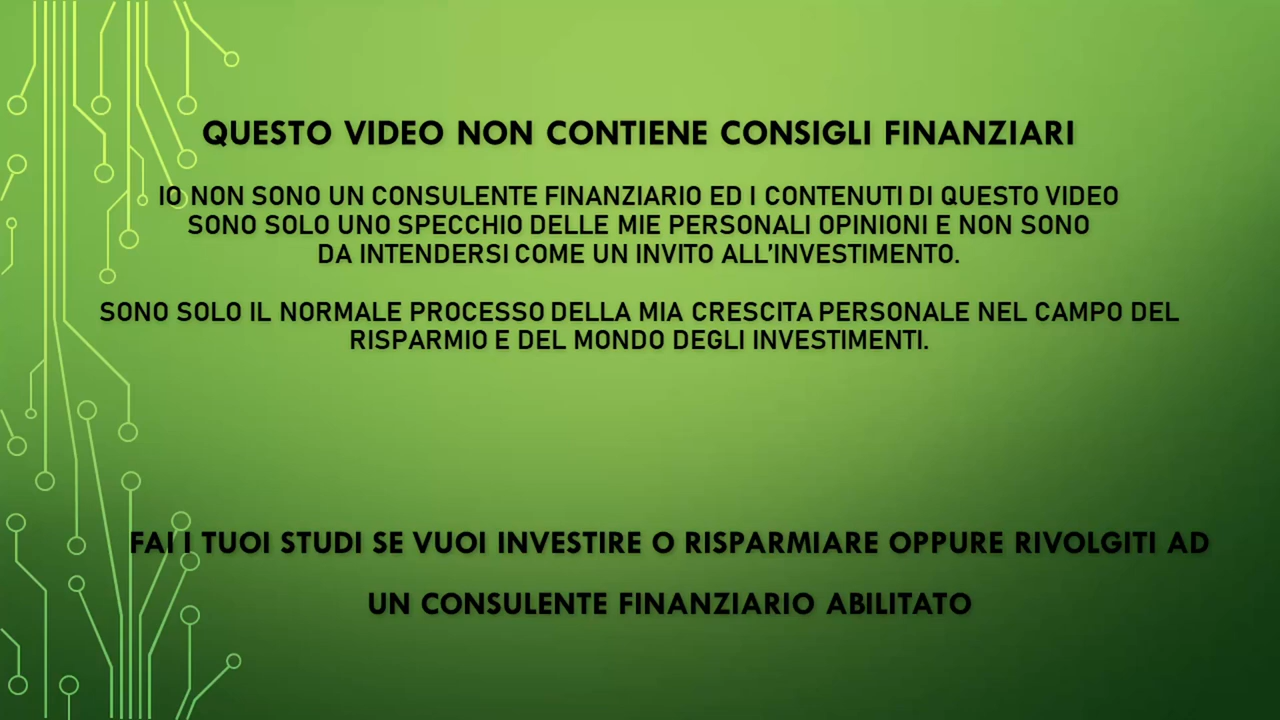 QUESTO VIDEO NON CONTIENE CONSIGLI FINANZIARI
IO NON SONO UN CONSULENTE FINANZIARIO ED I CONTENUTI DI QUESTO VIDEO
SONO SOLO UNO SPECCHIO DELLE MIE PERSONALI OPINIONI E NON SONO
DA INTENDERSI COME UN INVITO ALL'INVESTIMENTO.
SONO SOLO IL NORMALE PROCESSO DELLA MIA CRESCITA PERSONALE NEL CAMPO DEL
RISPARMIO E DEL MONDO DEGLI INVESTIMENTI.
FAI I TUOI STUDI SE VUOI INVESTIRE O RISPARMIARE OPPURE RIVOLGITI AD
UN CONSULENTE FINANZIARIO ABILITATO